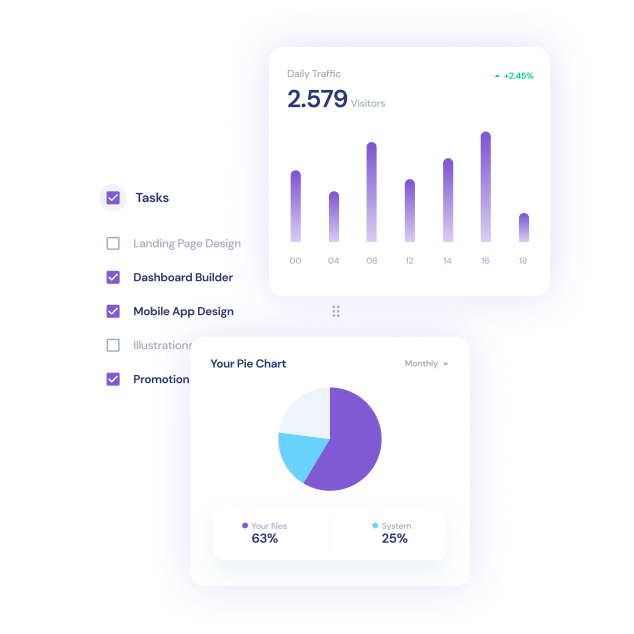 Daily Traffic
+2.45%
2.579 Visitors
00 04 08 12 14 16 18
Tasks
Landing Page Design
Dashboard Builder
Mobile App Design
Illustrations
Promotion
Your Pie Chart
Monthly
Your files
63%
System
25%